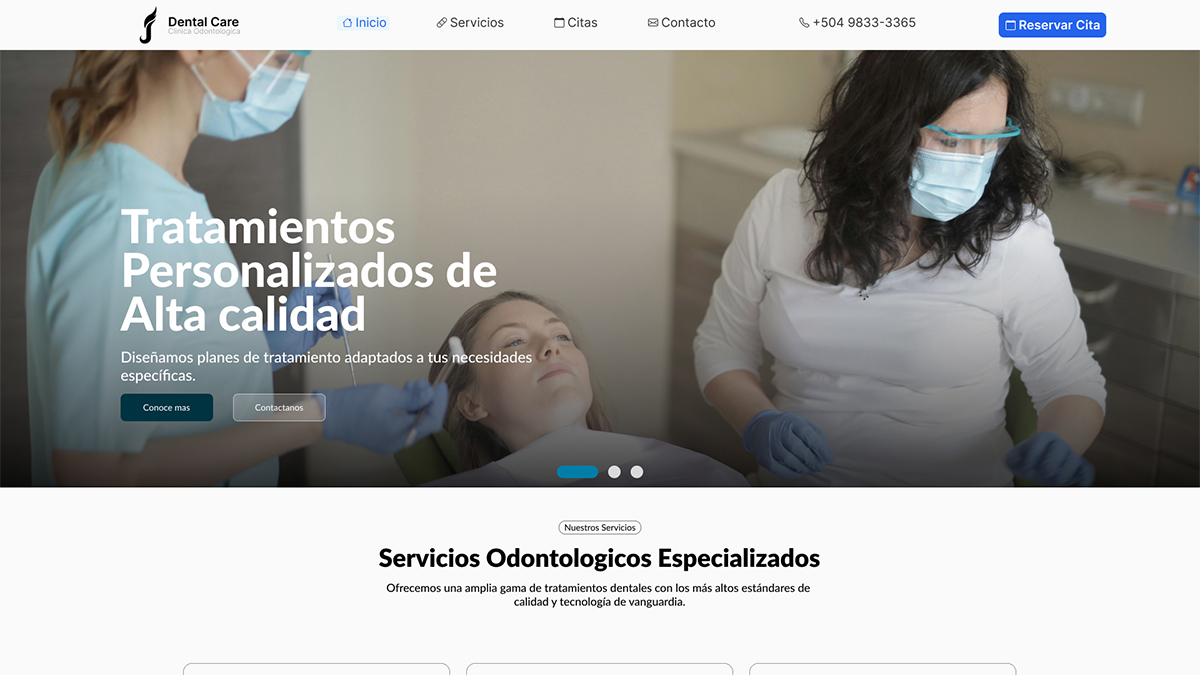 Dental Care
Clinica Odontologica
Inicio
Servicios
Citas
Contacto
+504 9833-3365
Reservar Cita
Tratamientos
Personalizados de
Alta calidad
Diseñamos planes de tratamiento adaptados a tus necesidades
específicas.
Conoce mas
Contactanos
Nuestros Servicios
Servicios Odontologicos Especializados
Ofrecemos una amplia gama de tratamientos dentales con los más altos estándares de
calidad y tecnología de vanguardia.